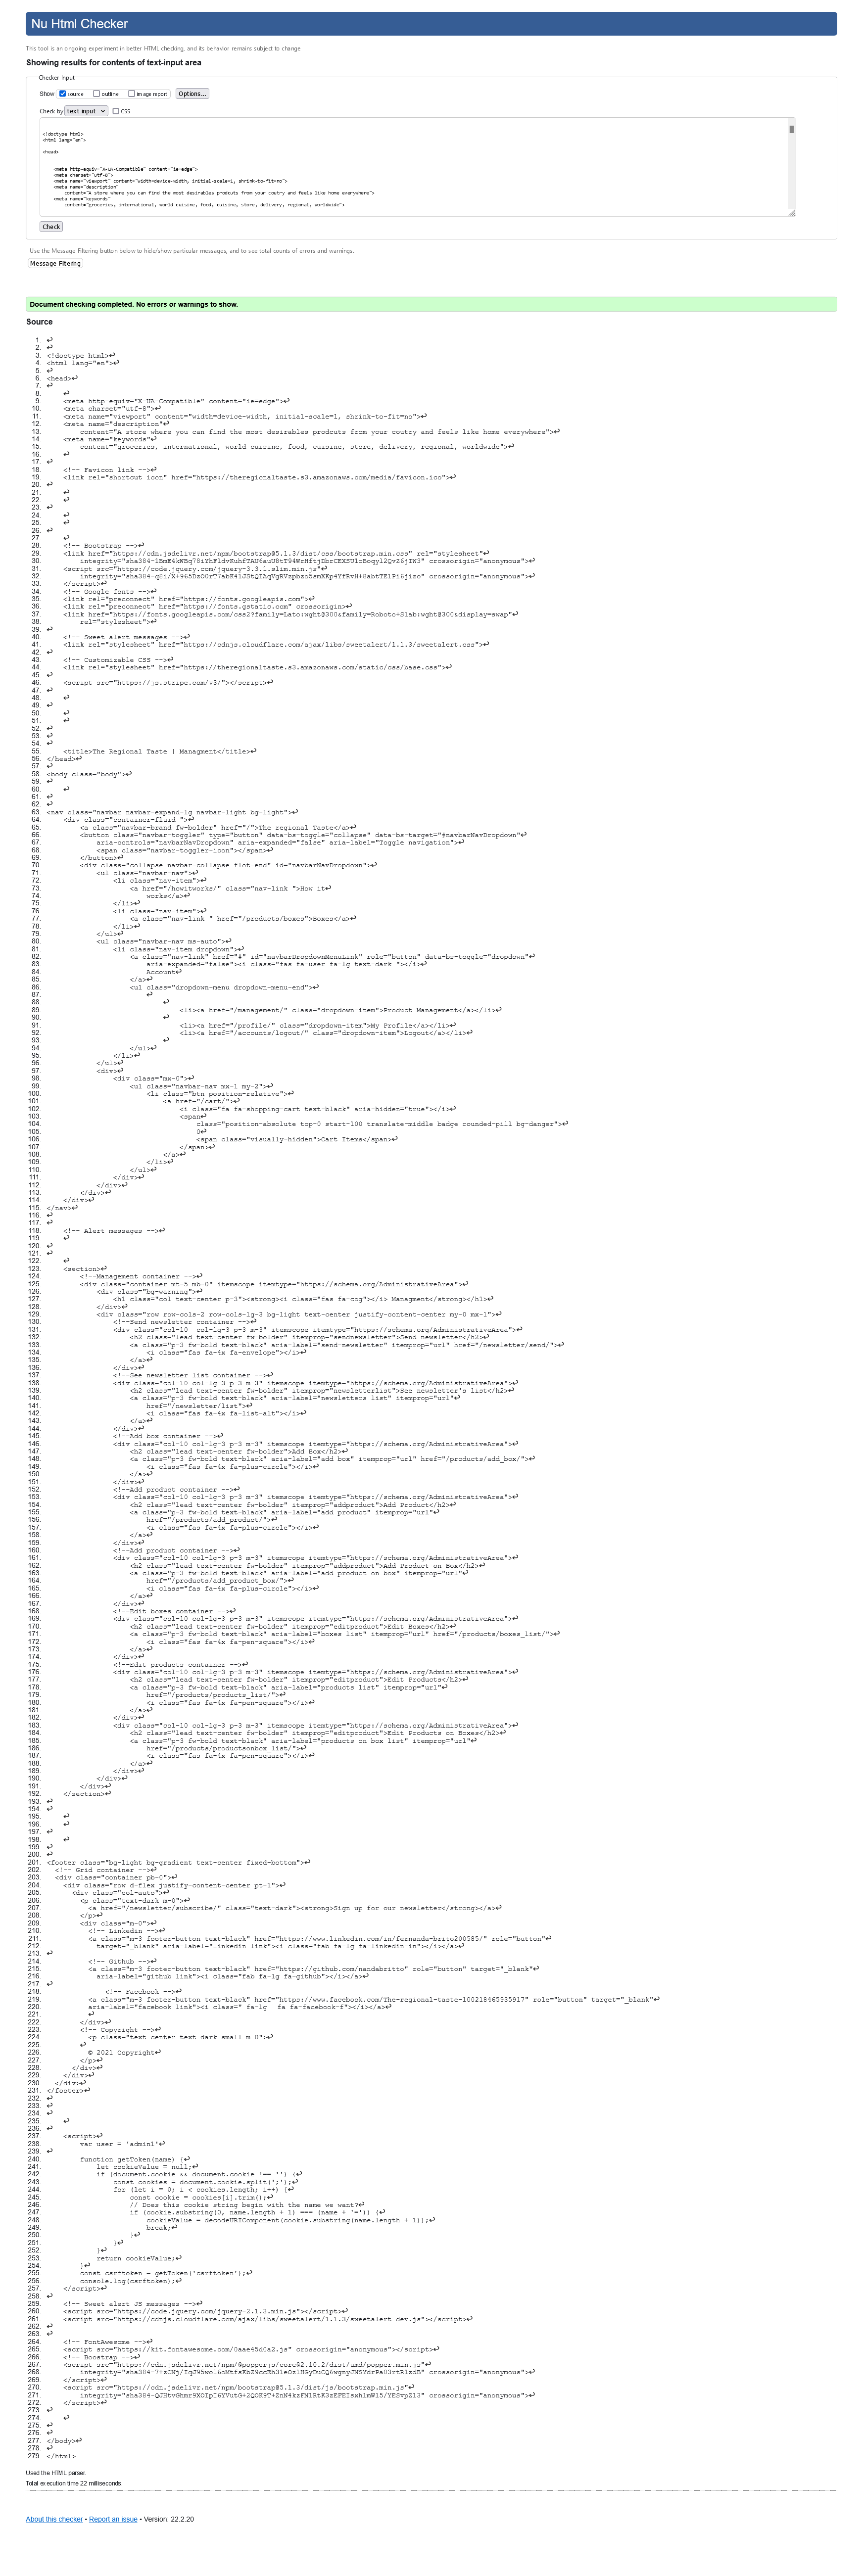 Nu Html Checker
This tool is an ongoing experiment in better HTML checking, and its behavior remains subject to change
Showing results for contents of text-input area
Checker Input
Show source outline image report Options...
Check by text input CSS
<!doctype html>
<html lang="en">
<head>
<meta http-equiv="X-UA-Compatible" content="ie=edge">
<meta charset="utf-8">
<meta name="viewport" content="width=device-width, initial-scale=1, shrink-to-fit=no">
<meta name="description"
content="A store where you can find the most desirables prodcuts from your coutry and feels like home everywhere">
<meta name="keywords"
content="groceries, international, world cuisine, food, cuisine, store, delivery, regional, worldwide">
Check
Use the Message Filtering button below to hide/show particular messages, and to see total counts of errors and warnings.
Message Filtering
Document checking completed. No errors or warnings to show.
Source
1. ↩
2. ↩
3. <!doctype html>↩
4. <html lang="en">↩
5. ↩
6. <head>↩
7. ↩
8. ↩
9. <meta http-equiv="X-UA-Compatible" content="ie=edge">↩
10. <meta charset="utf-8">↩
11. <meta name="viewport" content="width=device-width, initial-scale=1, shrink-to-fit=no">↩
12. <meta name="description"↩
13. content="A store where you can find the most desirables prodcuts from your coutry and feels like home everywhere">↩
14. <meta name="keywords"↩
15. content="groceries, international, world cuisine, food, cuisine, store, delivery, regional, worldwide">↩
16. ↩
17. ↩
18. <!-- Favicon link -->↩
19. <link rel="shortcut icon" href="https://theregionaltaste.s3.amazonaws.com/media/favicon.ico">↩
20. ↩
21. ↩
22. ↩
23. ↩
24. ↩
25. ↩
26. ↩
27. ↩
28. <!-- Bootstrap -->↩
29. <link href="https://cdn.jsdelivr.net/npm/bootstrap@5.1.3/dist/css/bootstrap.min.css" rel="stylesheet"↩
30. crossorigin="anonymous">↩
31. <script src="https://code.jquery.com/jquery-3.3.1.slim.min.js"↩
32. crossorigin="anonymous">↩
33. </script>↩
34. <!-- Google fonts -->↩
35. <link rel="preconnect" href="https://fonts.googleapis.com">↩
36. <link rel="preconnect" href="https://fonts.gstatic.com" crossorigin>↩
37. <link href="https://fonts.googleapis.com/css2?family=Lato:wght@300&family=Roboto+Slab:wght@300&display=swap"↩
38. rel="stylesheet">↩
39. ↩
40. <!-- Sweet alert messages -->↩
41. <link rel="stylesheet" href="https://cdnjs.cloudflare.com/ajax/libs/sweetalert/1.1.3/sweetalert.css">↩
42. ↩
43. <!-- Customizable CSS -->↩
44. <link rel="stylesheet" href="https://theregionaltaste.s3.amazonaws.com/static/css/base.css">↩
45. ↩
46. <script src="https://js.stripe.com/v3/"></script>↩
47. ↩
48. ↩
49. ↩
50. ↩
51. ↩
52. ↩
53. ↩
54. ↩
55. <title>The Regional Taste | Managment</title>↩
56. </head>↩
57. ↩
58. <body class="body">↩
59. ↩
60. ↩
61. ↩
62. ↩
63. <nav class="navbar navbar-expand-lg navbar-light bg-light">↩
64. <div class="container-fluid ">↩
65. <a class="navbar-brand fw-bolder" href="/">The regional Taste</a>↩
66. <button class="navbar-toggler" type="button" data-bs-toggle="collapse" data-bs-target="#navbarNavDropdown"↩
67. aria-controls="navbarNavDropdown" aria-expanded="false" aria-label="Toggle navigation">↩
68. <span class="navbar-toggler-icon"></span>↩
69. </button>↩
70. <div class="collapse navbar-collapse flot-end" id="navbarNavDropdown">↩
71. <ul class="navbar-nav">↩
72. <li class="nav-item">↩
73. <a href="/howitworks/" class="nav-link ">How it↩
74. works</a>↩
75. </li>↩
76. <li class="nav-item">↩
77. <a class="nav-link " href="/products/boxes">Boxes</a>↩
78. </li>↩
79. </ul>↩
80. <ul class="navbar-nav ms-auto">↩
81. <li class="nav-item dropdown">↩
82. <a class="nav-link" href="#" id="navbarDropdownMenuLink" role="button" data-bs-toggle="dropdown"↩
83. aria-expanded="false"><i class="fas fa-user fa-lg text-dark "></i>↩
84. Account↩
85. </a>↩
86. <ul class="dropdown-menu dropdown-menu-end">↩
87. ↩
88. ↩
89. <li><a href="/management/" class="dropdown-item">Product Management</a></li>↩
90. ↩
91. <li><a href="/profile/" class="dropdown-item">My Profile</a></li>↩
92. <li><a href="/accounts/logout/" class="dropdown-item">Logout</a></li>↩
93. ↩
94. </ul>↩
95. </li>↩
96. </ul>↩
97. <div>↩
98. <div class="mx-0">↩
99. <ul class="navbar-nav mx-1 my-2">↩
100. <li class="btn position-relative">↩
101. <a href="/cart/">↩
102. <i class="fa fa-shopping-cart text-black" aria-hidden="true"></i>↩
103. <span↩
104. class="position-absolute top-0 start-100 translate-middle badge rounded-pill bg-danger">↩
105. 0↩
106. <span class="visually-hidden">Cart Items</span>↩
107. </span>↩
108. </a>↩
109. </li>↩
110. </ul>↩
111. </div>↩
112. </div>↩
113. </div>↩
114. </div>↩
115. </nav>↩
116. ↩
117. ↩
118. <!-- Alert messages -->↩
119. ↩
120. ↩
121. ↩
122. ↩
123. <section>↩
124. <!--Management container -->↩
125. <div class="container mt-5 mb-0" itemscope itemtype="https://schema.org/AdministrativeArea">↩
126. <div class="bg-warning">↩
127. <h1 class="col text-center p-3"><strong><i class="fas fa-cog"></i> Managment</strong></h1>↩
128. </div>↩
129. <div class="row row-cols-2 row-cols-lg-3 bg-light text-center justify-content-center my-0 mx-1">↩
130. <!--Send newsletter container -->↩
131. <div class="col-10  col-lg-3 p-3 m-3" itemscope itemtype="https://schema.org/AdministrativeArea">↩
132. <h2 class="lead text-center fw-bolder" itemprop="sendnewsletter">Send newsletter</h2>↩
133. <a class="p-3 fw-bold text-black" aria-label="send-newsletter" itemprop="url" href="/newsletter/send/">↩
134. <i class="fas fa-4x fa-envelope"></i>↩
135. </a>↩
136. </div>↩
137. <!--See newsletter list container -->↩
138. <div class="col-10 col-lg-3 p-3 m-3" itemscope itemtype="https://schema.org/AdministrativeArea">↩
139. <h2 class="lead text-center fw-bolder" itemprop="newsletterlist">See newsletter's list</h2>↩
140. <a class="p-3 fw-bold text-black" aria-label="newsletters list" itemprop="url"↩
141. href="/newsletter/list">↩
142. <i class="fas fa-4x fa-list-alt"></i>↩
143. </a>↩
144. </div>↩
145. <!--Add box container -->↩
146. <div class="col-10 col-lg-3 p-3 m-3" itemscope itemtype="https://schema.org/AdministrativeArea">↩
147. <h2 class="lead text-center fw-bolder">Add Box</h2>↩
148. <a class="p-3 fw-bold text-black" aria-label="add box" itemprop="url" href="/products/add_box/">↩
149. <i class="fas fa-4x fa-plus-circle"></i>↩
150. </a>↩
151. </div>↩
152. <!--Add product container -->↩
153. <div class="col-10 col-lg-3 p-3 m-3" itemscope itemtype="https://schema.org/AdministrativeArea">↩
154. <h2 class="lead text-center fw-bolder" itemprop="addproduct">Add Product</h2>↩
155. <a class="p-3 fw-bold text-black" aria-label="add product" itemprop="url"↩
156. href="/products/add_product/">↩
157. <i class="fas fa-4x fa-plus-circle"></i>↩
158. </a>↩
159. </div>↩
160. <!--Add product container -->↩
161. <div class="col-10 col-lg-3 p-3 m-3" itemscope itemtype="https://schema.org/AdministrativeArea">↩
162. <h2 class="lead text-center fw-bolder" itemprop="addproduct">Add Product on Box</h2>↩
163. <a class="p-3 fw-bold text-black" aria-label="add product on box" itemprop="url"↩
164. href="/products/add_product_box/">↩
165. <i class="fas fa-4x fa-plus-circle"></i>↩
166. </a>↩
167. </div>↩
168. <!--Edit boxes container -->↩
169. <div class="col-10 col-lg-3 p-3 m-3" itemscope itemtype="https://schema.org/AdministrativeArea">↩
170. <h2 class="lead text-center fw-bolder" itemprop="editproduct">Edit Boxes</h2>↩
171. <a class="p-3 fw-bold text-black" aria-label="boxes list" itemprop="url" href="/products/boxes_list/">↩
172. <i class="fas fa-4x fa-pen-square"></i>↩
173. </a>↩
174. </div>↩
175. <!--Edit products container -->↩
176. <div class="col-10 col-lg-3 p-3 m-3" itemscope itemtype="https://schema.org/AdministrativeArea">↩
177. <h2 class="lead text-center fw-bolder" itemprop="editproduct">Edit Products</h2>↩
178. <a class="p-3 fw-bold text-black" aria-label="products list" itemprop="url"↩
179. href="/products/products_list/">↩
180. <i class="fas fa-4x fa-pen-square"></i>↩
181. </a>↩
182. </div>↩
183. <div class="col-10 col-lg-3 p-3 m-3" itemscope itemtype="https://schema.org/AdministrativeArea">↩
184. <h2 class="lead text-center fw-bolder" itemprop="editproduct">Edit Products on Boxes</h2>↩
185. <a class="p-3 fw-bold text-black" aria-label="products on box list" itemprop="url"↩
186. href="/products/productsonbox_list/">↩
187. <i class="fas fa-4x fa-pen-square"></i>↩
188. </a>↩
189. </div>↩
190. </div>↩
191. </div>↩
192. </section>↩
193. ↩
194. ↩
195. ↩
196. ↩
197. ↩
198. ↩
199. ↩
200. ↩
201. <footer class="bg-light bg-gradient text-center fixed-bottom">↩
202. <!-- Grid container -->↩
203. <div class="container pb-0">↩
204. <div class="row d-flex justify-content-center pt-1">↩
205. <div class="col-auto">↩
206. <p class="text-dark m-0">↩
207. <a href="/newsletter/subscribe/" class="text-dark"><strong>Sign up for our newsletter</strong></a>↩
208. </p>↩
209. <div class="m-0">↩
210. <!-- Linkedin -->↩
211. <a class="m-3 footer-button text-black" href="https://www.linkedin.com/in/fernanda-brito200585/" role="button"↩
212. target="_blank" aria-label="linkedin link"><i class="fab fa-lg fa-linkedin-in"></i></a>↩
213. ↩
214. <!-- Github -->↩
215. <a class="m-3 footer-button text-black" href="https://github.com/nandabritto" role="button" target="_blank"↩
216. aria-label="github link"><i class="fab fa-lg fa-github"></i></a>↩
217. ↩
218. <!-- Facebook -->↩
219. <a class="m-3 footer-button text-black" href="https://www.facebook.com/The-regional-taste-100218665935917" role="button" target="_blank"↩
220. aria-label="facebook link"><i class=" fa-lg   fa fa-facebook-f"></i></a>↩
221. ↩
222. </div>↩
223. <!-- Copyright -->↩
224. <p class="text-center text-dark small m-0">↩
225. ↩
226. © 2021 Copyright↩
227. </p>↩
228. </div>↩
229. </div>↩
230. </div>↩
231. </footer>↩
232. ↩
233. ↩
234. ↩
235. ↩
236. ↩
237. <script>↩
238. var user = 'admin1'↩
239. ↩
240. function getToken(name) {↩
241. let cookieValue = null;↩
242. if (document.cookie && document.cookie !== '') {↩
243. const cookies = document.cookie.split(';');↩
244. for (let i = 0; i < cookies.length; i++) {↩
245. const cookie = cookies[i].trim();↩
246. // Does this cookie string begin with the name we want?↩
247. if (cookie.substring(0, name.length + 1) === (name + '=')) {↩
248. cookieValue = decodeURIComponent(cookie.substring(name.length + 1));↩
249. break;↩
250. }↩
251. }↩
252. }↩
253. return cookieValue;↩
254. }↩
255. const csrftoken = getToken('csrftoken');↩
256. console.log(csrftoken);↩
257. </script>↩
258. ↩
259. <!-- Sweet alert JS messages -->↩
260. <script src="https://code.jquery.com/jquery-2.1.3.min.js"></script>↩
261. <script src="https://cdnjs.cloudflare.com/ajax/libs/sweetalert/1.1.3/sweetalert-dev.js"></script>↩
262. ↩
263. ↩
264. <!-- FontAwesome -->↩
265. <script src="https://kit.fontawesome.com/0aae45d0a2.js" crossorigin="anonymous"></script>↩
266. <!-- Boostrap -->↩
267. <script src="https://cdn.jsdelivr.net/npm/@popperjs/core@2.10.2/dist/umd/popper.min.js"↩
268. crossorigin="anonymous">↩
269. </script>↩
270. <script src="https://cdn.jsdelivr.net/npm/bootstrap@5.1.3/dist/js/bootstrap.min.js"↩
271. crossorigin="anonymous">↩
272. </script>↩
273. ↩
274. ↩
275. ↩
276. ↩
277. </body>↩
278. ↩
279. </html>
Used the HTML parser.
Total execution time 22 milliseconds.
About this checker • Report an issue • Version: 22.2.20